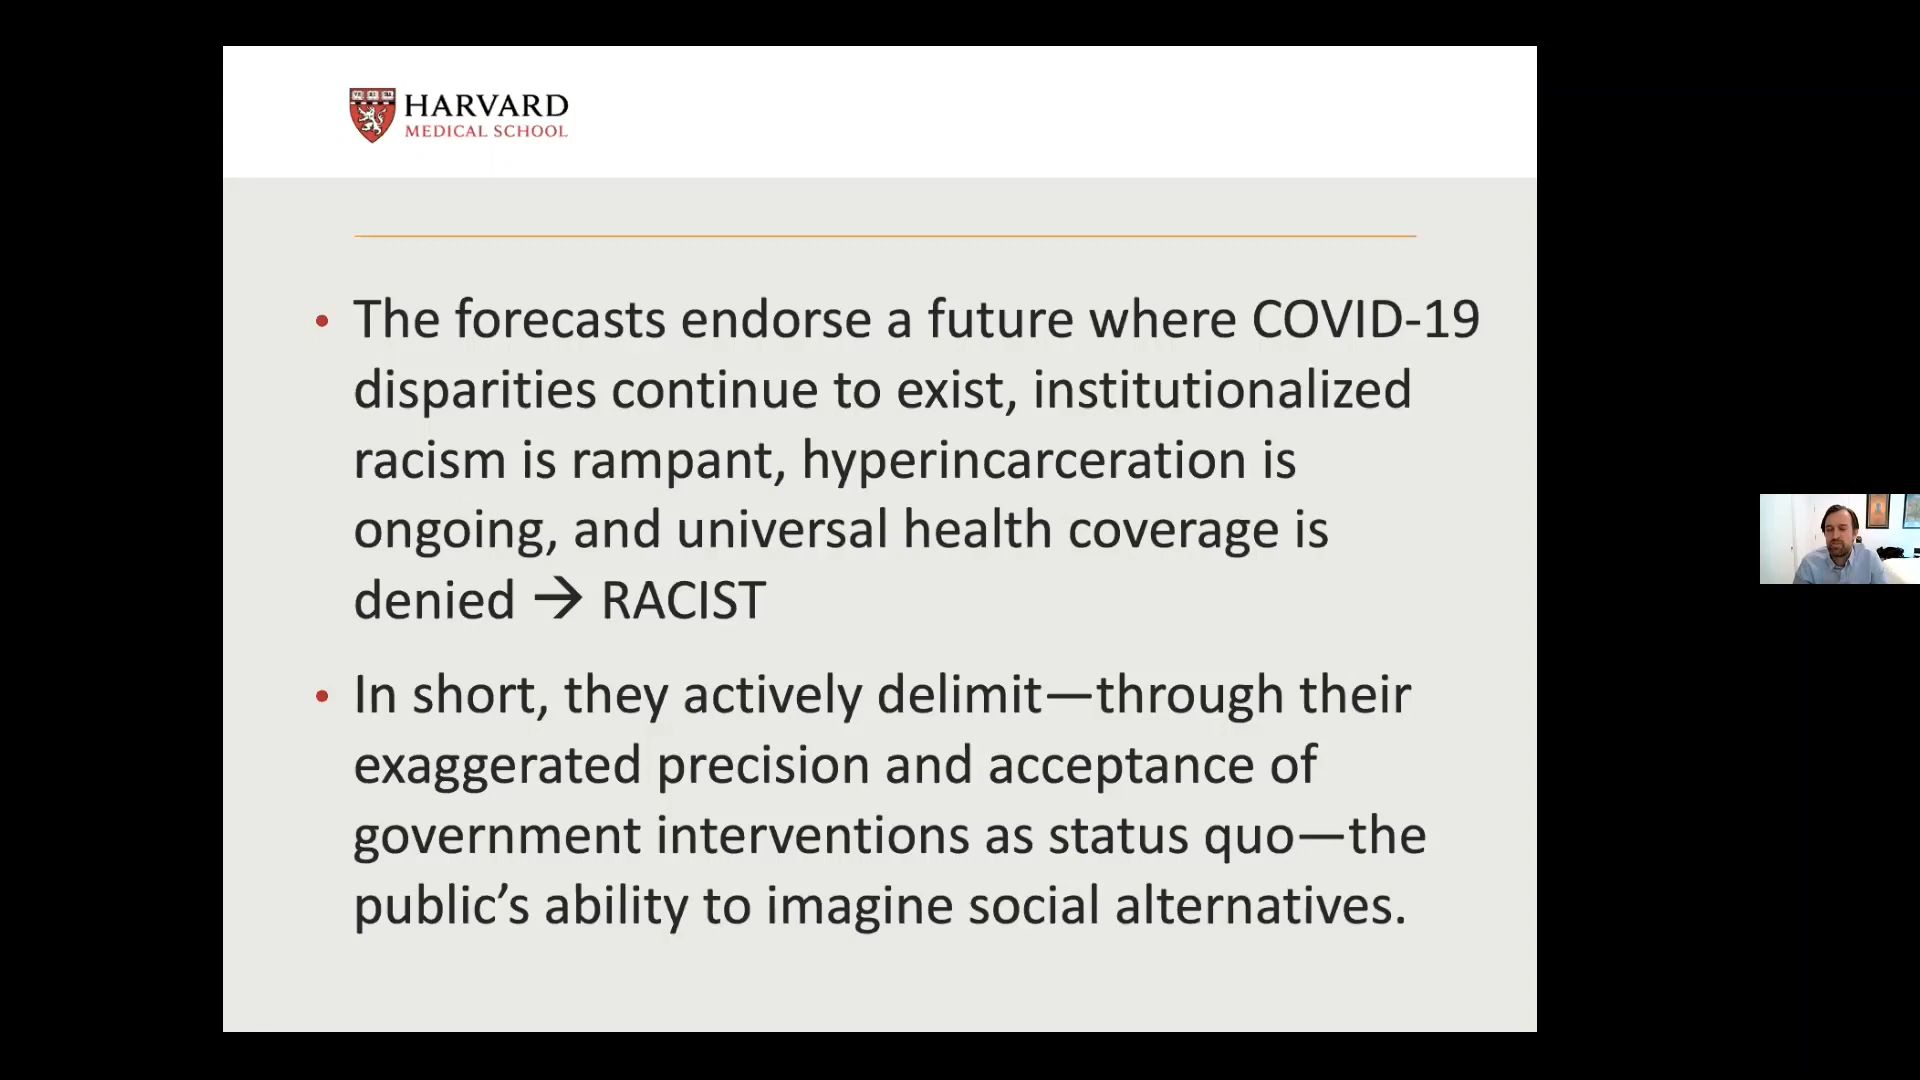 HARVARD
MEDICAL SCHOOL
• The forecasts endorse a future where COVID-19
disparities continue to exist, institutionalized
racism is rampant, hyperincarceration is
ongoing, and universal health coverage is
denied → RACIST
• In short, they actively delimit—through their
exaggerated precision and acceptance of
government interventions as status quo—the
public’s ability to imagine social alternatives.